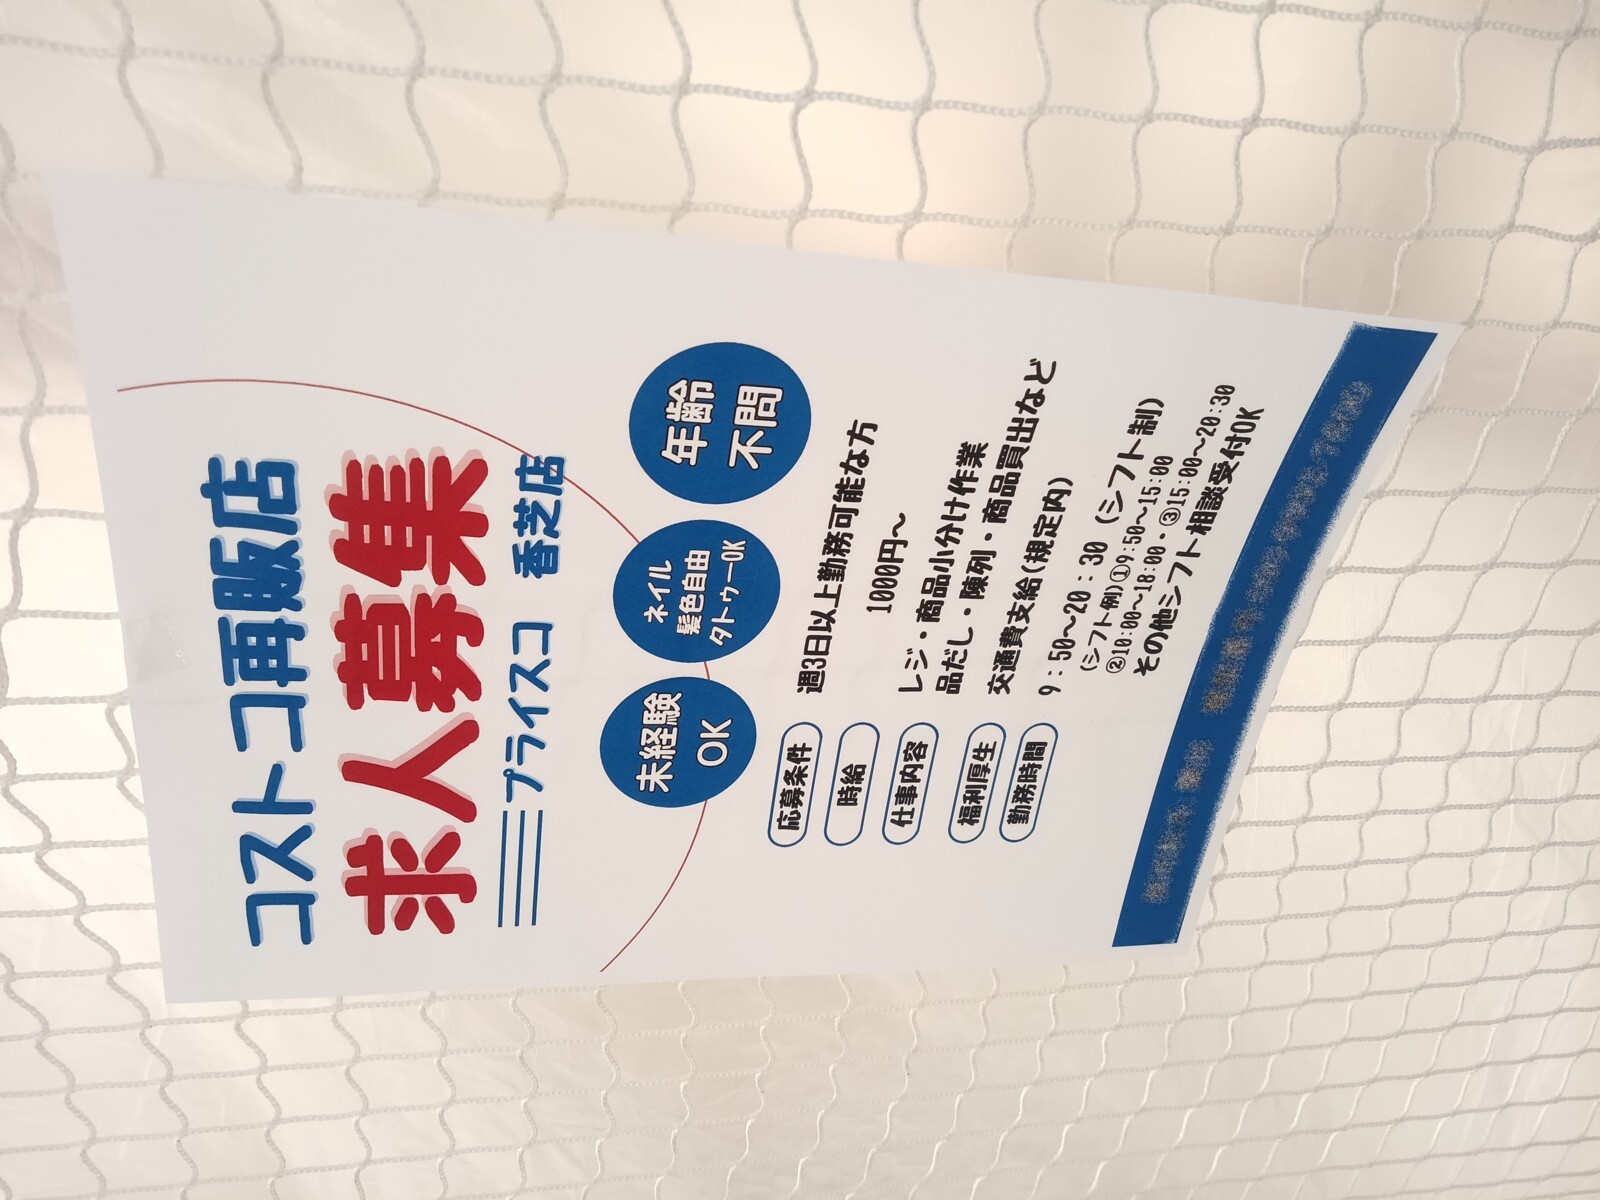 コストコ再販店
求人募集
プライスコ 香芝店
未経験
OK
ネイル
髪色自由
タトゥーOK
年齢
不問
応募条件 週3日以上勤務可能な方
時給 1000円～
仕事内容 レジ・商品小分け作業
品だし・陳列・商品買出など
福利厚生 交通費支給(規定内)
勤務時間 9:50～20:30 (シフト制)
(シフト例)①9:50～15:00
②10:00～18:00・③15:00～20:30
その他シフト相談受付OK